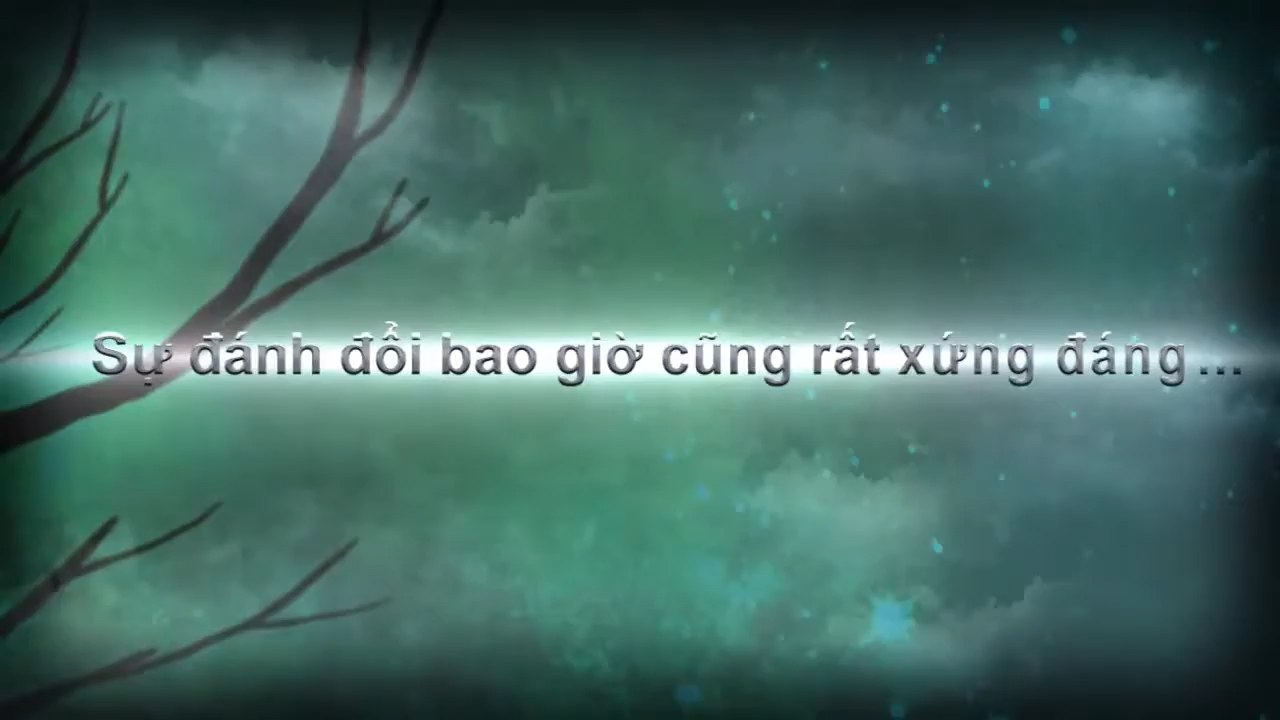 Sự đánh đổi bao giờ cũng rất xứng đáng...